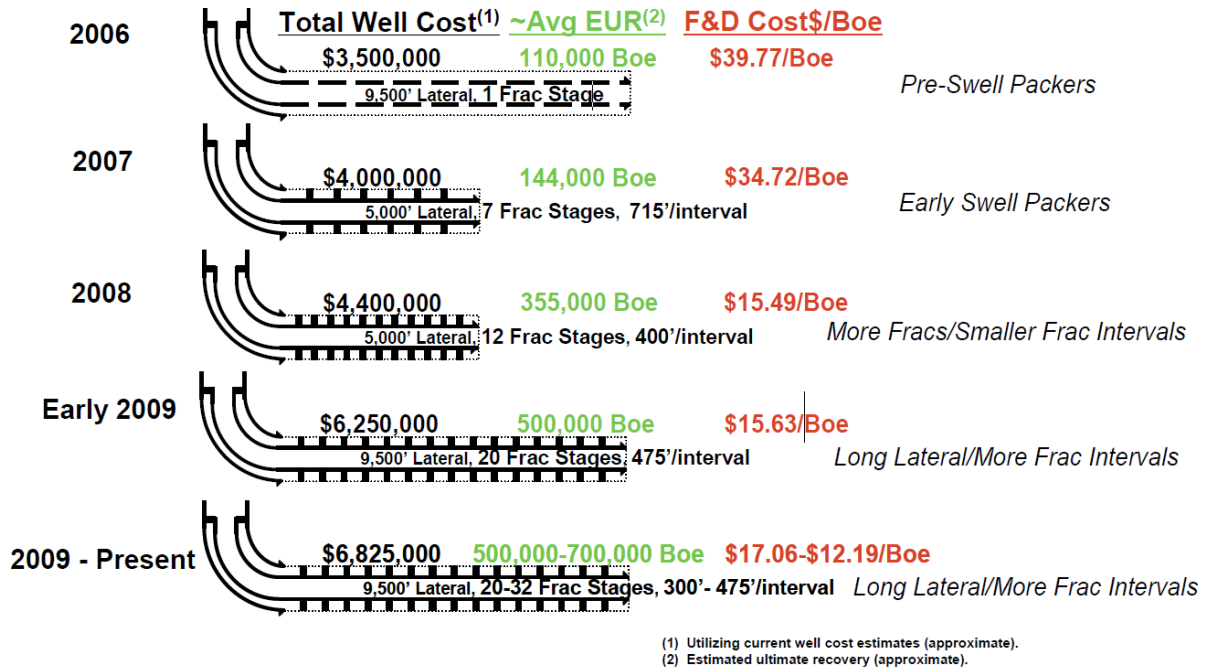 Total Well Cost(1) ~Avg EUR(2) F&D Cost$/Boe
2006
$3,500,000 110,000 Boe $39.77/Boe
9,500' Lateral, 1 Frac Stage
Pre-Swell Packers
2007
$4,000,000 144,000 Boe $34.72/Boe
5,000' Lateral, 7 Frac Stages, 715'/interval
Early Swell Packers
2008
$4,400,000 355,000 Boe $15.49/Boe
5,000' Lateral, 12 Frac Stages, 400'/interval
More Fracs/Smaller Frac Intervals
Early 2009
$6,250,000 500,000 Boe $15.63/Boe
9,500' Lateral, 20 Frac Stages, 475'/interval
Long Lateral/More Frac Intervals
2009 - Present
$6,825,000 500,000-700,000 Boe $17.06-$12.19/Boe
9,500' Lateral, 20-32 Frac Stages, 300'- 475'/interval
Long Lateral/More Frac Intervals
(1) Utilizing current well cost estimates (approximate).
(2) Estimated ultimate recovery (approximate).